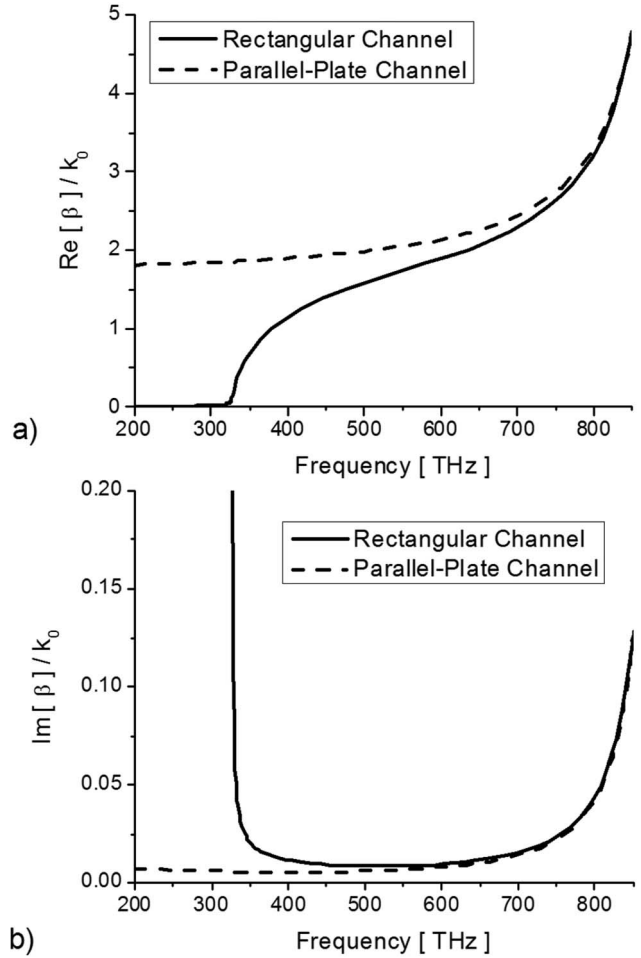 5
4
3
2
1
0
Re [ β ] / k₀
Rectangular Channel
Parallel-Plate Channel
200 300 400 500 600 700 800
a)
Frequency [ THz ]
0.20
0.15
0.10
0.05
0.00
Im [ β ] / k₀
Rectangular Channel
Parallel-Plate Channel
200 300 400 500 600 700 800
b)
Frequency [ THz ]